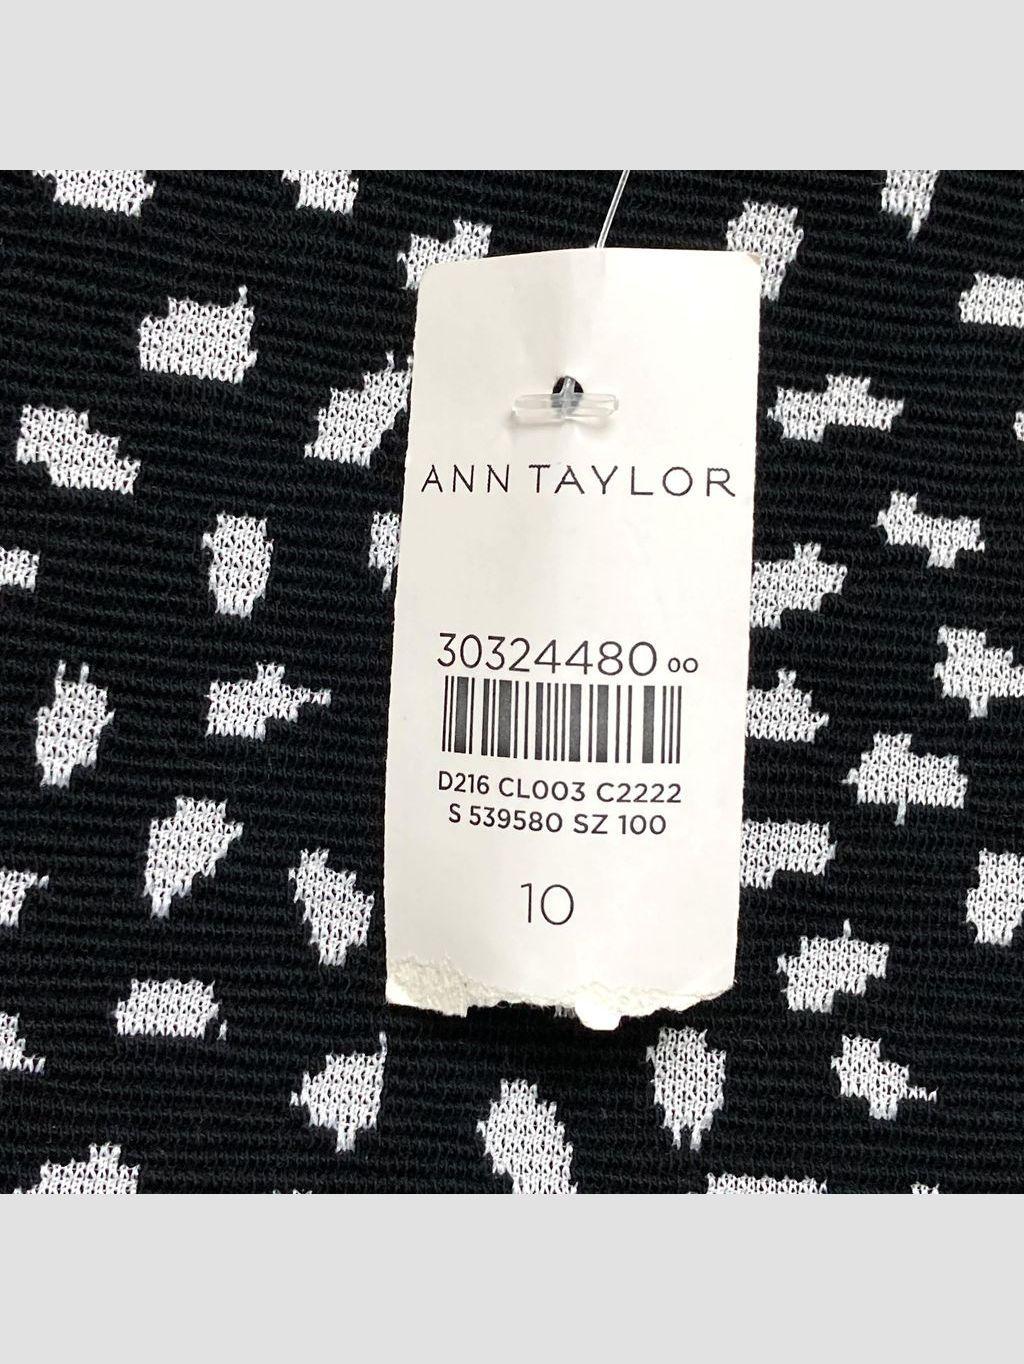 ANN TAYLOR
30324480 00
D216 CL003 C2222
S 539580 SZ 100
10